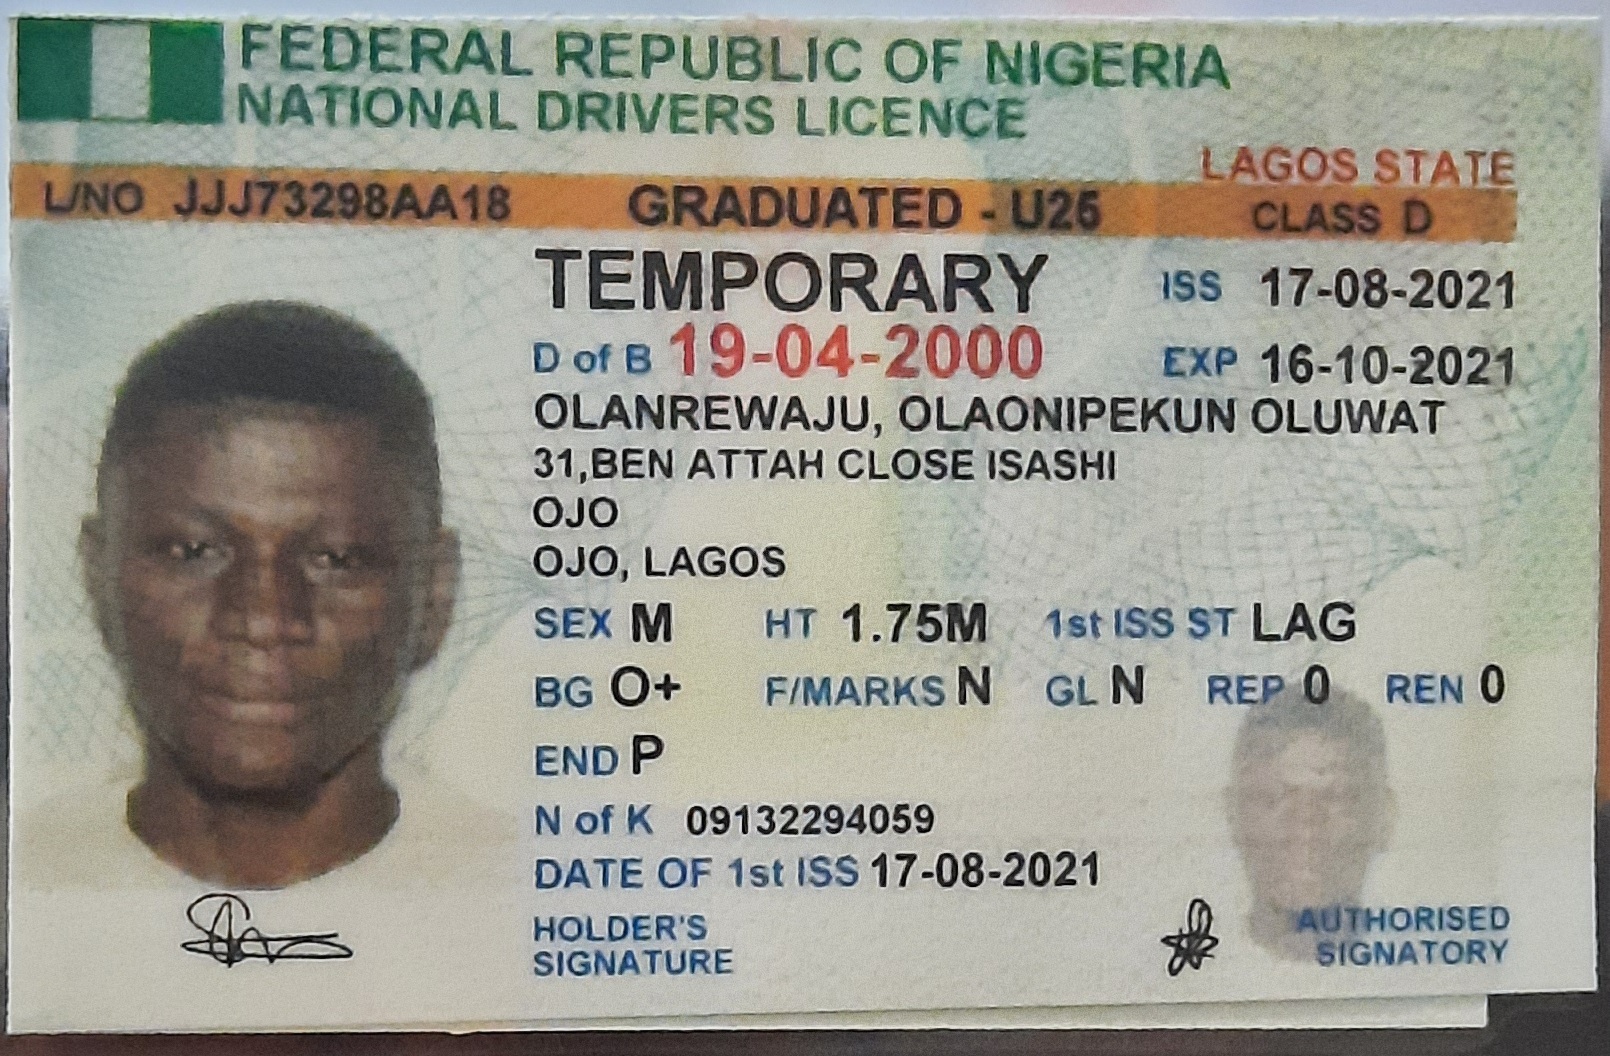 FEDERAL REPUBLIC OF NIGERIA
NATIONAL DRIVERS LICENCE
LAGOS STATE
L/NO JJJ73298AA18 GRADUATED - U25 CLASS D
TEMPORARY ISS 17-08-2021
D of B 19-04-2000 EXP 16-10-2021
OLANREWAJU, OLAONIPEKUN OLUWAT
31,BEN ATTAH CLOSE ISASHI
OJO
OJO, LAGOS
SEX M HT 1.75M 1st ISS ST LAG
BG O+ F/MARKS N GL N REP 0 REN 0
END P
N of K 09132294059
DATE OF 1st ISS 17-08-2021
HOLDER'S
SIGNATURE
AUTHORISED
SIGNATORY